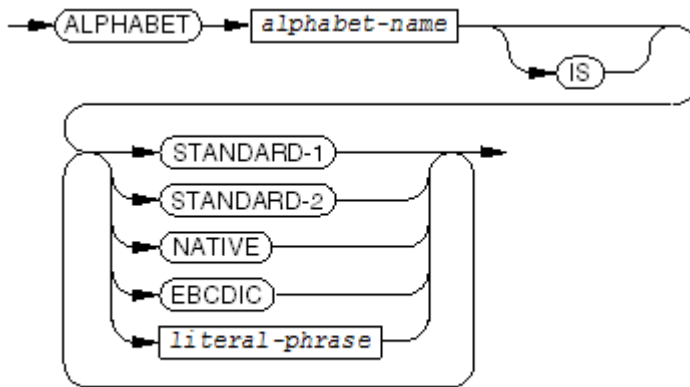 ALPHABET alphabet-name
IS
STANDARD-1
STANDARD-2
NATIVE
EBCDIC
literal-phrase